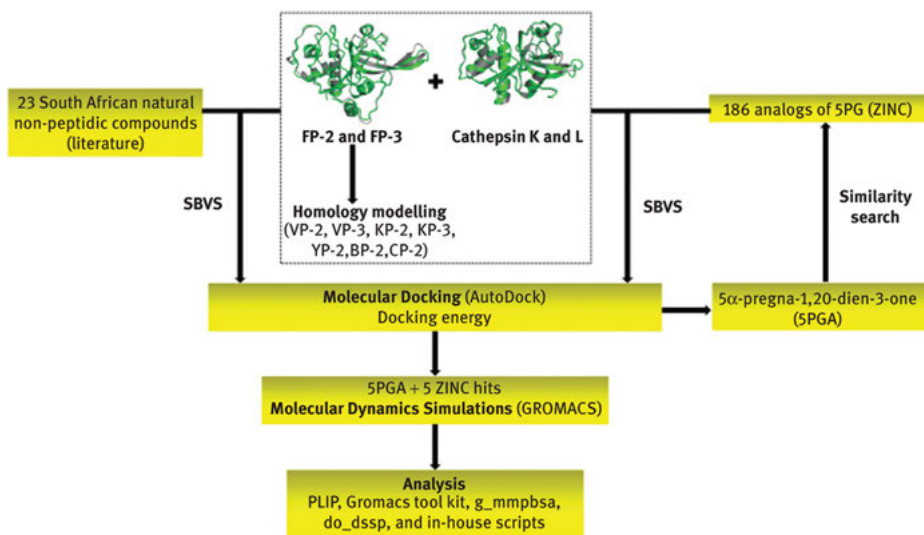 23 South African natural
non-peptidic compounds
(literature)
+
FP-2 and FP-3
Cathepsin K and L
186 analogs of 5PG (ZINC)
SBVS
Homology modelling
(VP-2, VP-3, KP-2, KP-3,
YP-2,BP-2,CP-2)
SBVS
Similarity
search
Molecular Docking (AutoDock)
Docking energy
5α-pregna-1,20-dien-3-one
(5PGA)
5PGA + 5 ZINC hits
Molecular Dynamics Simulations (GROMACS)
Analysis
PLIP, Gromacs tool kit, g_mmpbsa,
do_dssp, and in-house scripts